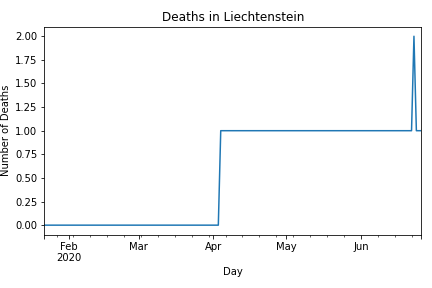 Deaths in Liechtenstein
2.00
1.75
1.50
1.25
1.00
0.75
0.50
0.25
0.00
Number of Deaths
Feb
2020
Mar
Apr
May
Jun
Day